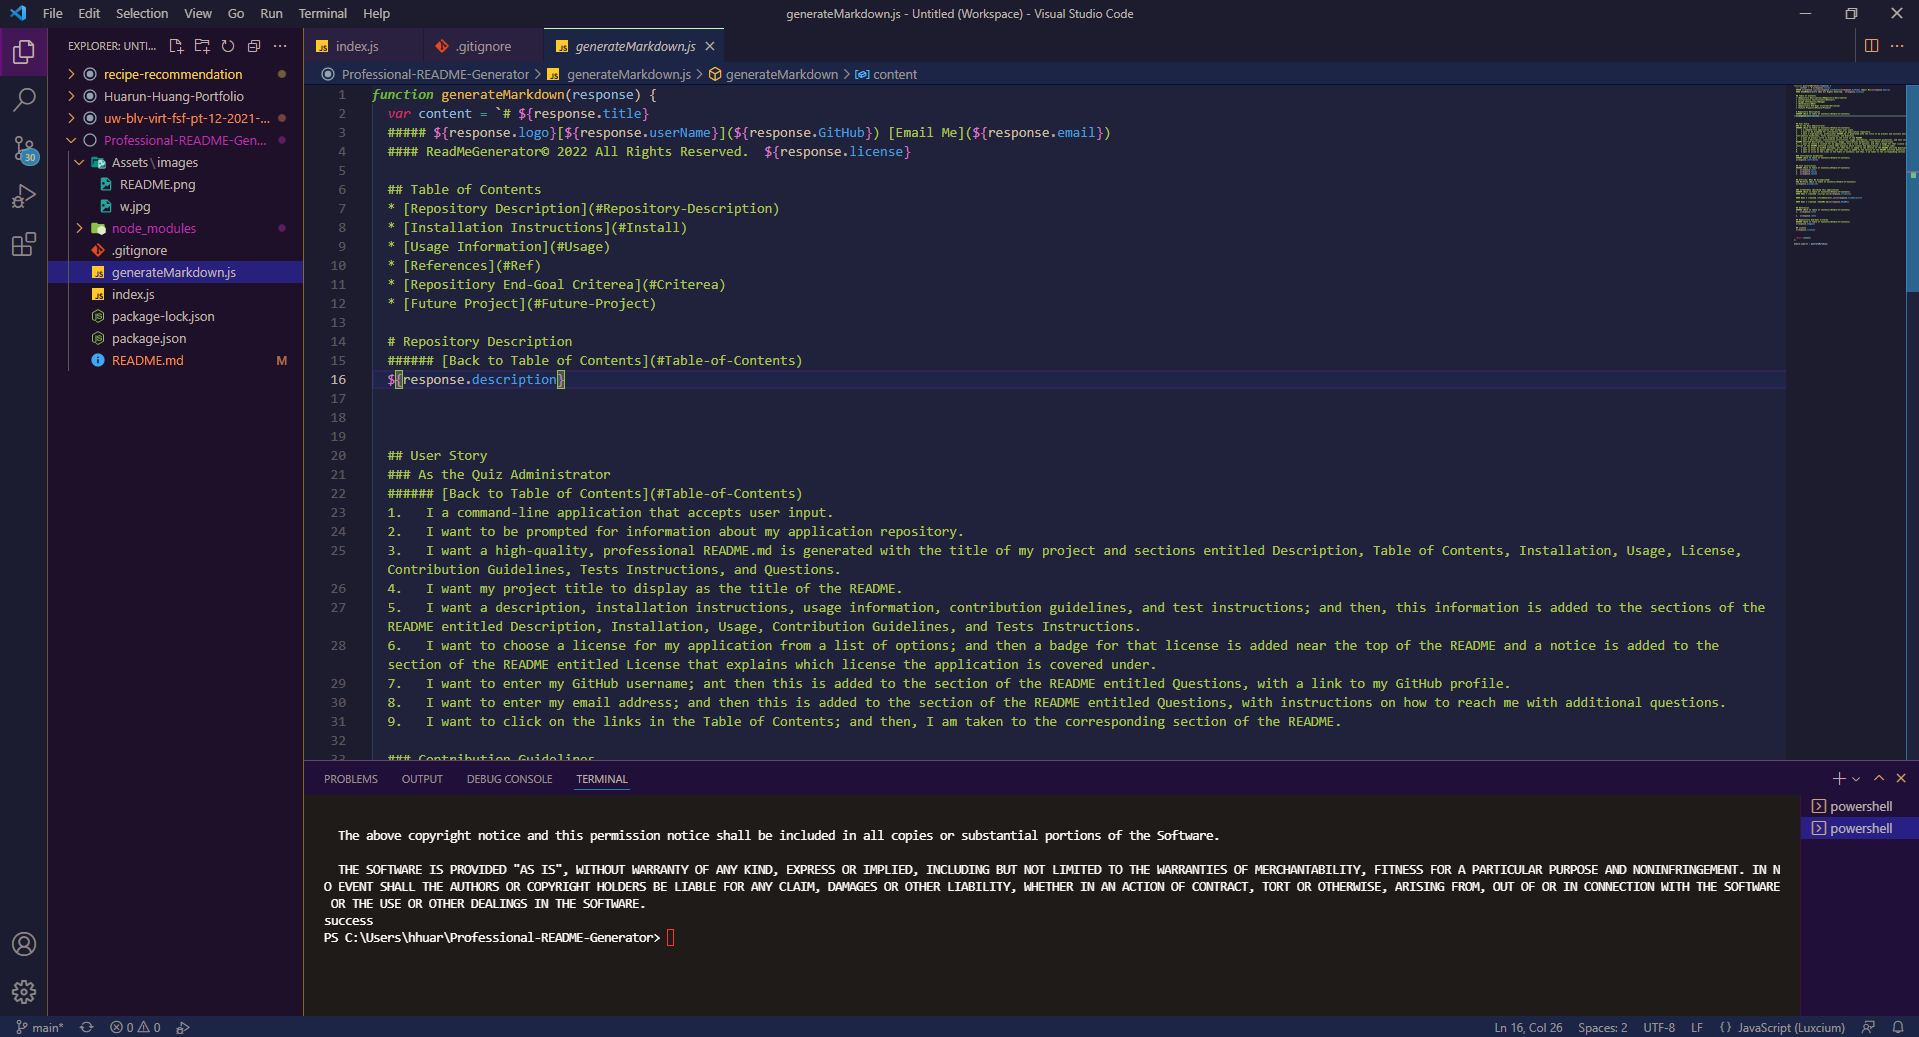 File Edit Selection View Go Run Terminal Help
generateMarkdown.js - Untitled (Workspace) - Visual Studio Code
EXPLORER: UNTI...
recipe-recommendation
Huarun-Huang-Portfolio
uw-blv-virt-fsf-pt-12-2021-...
Professional-README-Gen...
Assets\images
README.png
w.jpg
node_modules
.gitignore
generateMarkdown.js
index.js
package-lock.json
package.json
README.md M
30
index.js .gitignore generateMarkdown.js
Professional-README-Generator > generateMarkdown.js > generateMarkdown > content
1 function generateMarkdown(response) {
2 var content = `# ${response.title}
3 ##### ${response.logo}[${response.userName}](${response.GitHub}) [Email Me](${response.email})
4 #### ReadMeGenerator© 2022 All Rights Reserved.  ${response.license}
5
6 ## Table of Contents
7 * [Repository Description](#Repository-Description)
8 * [Installation Instructions](#Install)
9 * [Usage Information](#Usage)
10 * [References](#Ref)
11 * [Repositiory End-Goal Criterea](#Criterea)
12 * [Future Project](#Future-Project)
13
14 # Repository Description
15 ###### [Back to Table of Contents](#Table-of-Contents)
16 ${response.description}
17
18
19
20 ## User Story
21 ### As the Quiz Administrator
22 ###### [Back to Table of Contents](#Table-of-Contents)
23 1.   I a command-line application that accepts user input.
24 2.   I want to be prompted for information about my application repository.
25 3.   I want a high-quality, professional README.md is generated with the title of my project and sections entitled Description, Table of Contents, Installation, Usage, License,
Contribution Guidelines, Tests Instructions, and Questions.
26 4.   I want my project title to display as the title of the README.
27 5.   I want a description, installation instructions, usage information, contribution guidelines, and test instructions; and then, this information is added to the sections of the
README entitled Description, Installation, Usage, Contribution Guidelines, and Tests Instructions.
28 6.   I want to choose a license for my application from a list of options; and then a badge for that license is added near the top of the README and a notice is added to the
section of the README entitled License that explains which license the application is covered under.
29 7.   I want to enter my GitHub username; ant then this is added to the section of the README entitled Questions, with a link to my GitHub profile.
30 8.   I want to enter my email address; and then this is added to the section of the README entitled Questions, with instructions on how to reach me with additional questions.
31 9.   I want to click on the links in the Table of Contents; and then, I am taken to the corresponding section of the README.
32
33 ### Contribution Guidelines
PROBLEMS OUTPUT DEBUG CONSOLE TERMINAL
powershell
powershell
The above copyright notice and this permission notice shall be included in all copies or substantial portions of the Software.
THE SOFTWARE IS PROVIDED "AS IS", WITHOUT WARRANTY OF ANY KIND, EXPRESS OR IMPLIED, INCLUDING BUT NOT LIMITED TO THE WARRANTIES OF MERCHANTABILITY, FITNESS FOR A PARTICULAR PURPOSE AND NONINFRINGEMENT. IN N
O EVENT SHALL THE AUTHORS OR COPYRIGHT HOLDERS BE LIABLE FOR ANY CLAIM, DAMAGES OR OTHER LIABILITY, WHETHER IN AN ACTION OF CONTRACT, TORT OR OTHERWISE, ARISING FROM, OUT OF OR IN CONNECTION WITH THE SOFTWARE
OR THE USE OR OTHER DEALINGS IN THE SOFTWARE.
success
PS C:\Users\hhuar\Professional-README-Generator>
main* 0 0
Ln 16, Col 26 Spaces: 2 UTF-8 LF {} JavaScript (Luxcium)